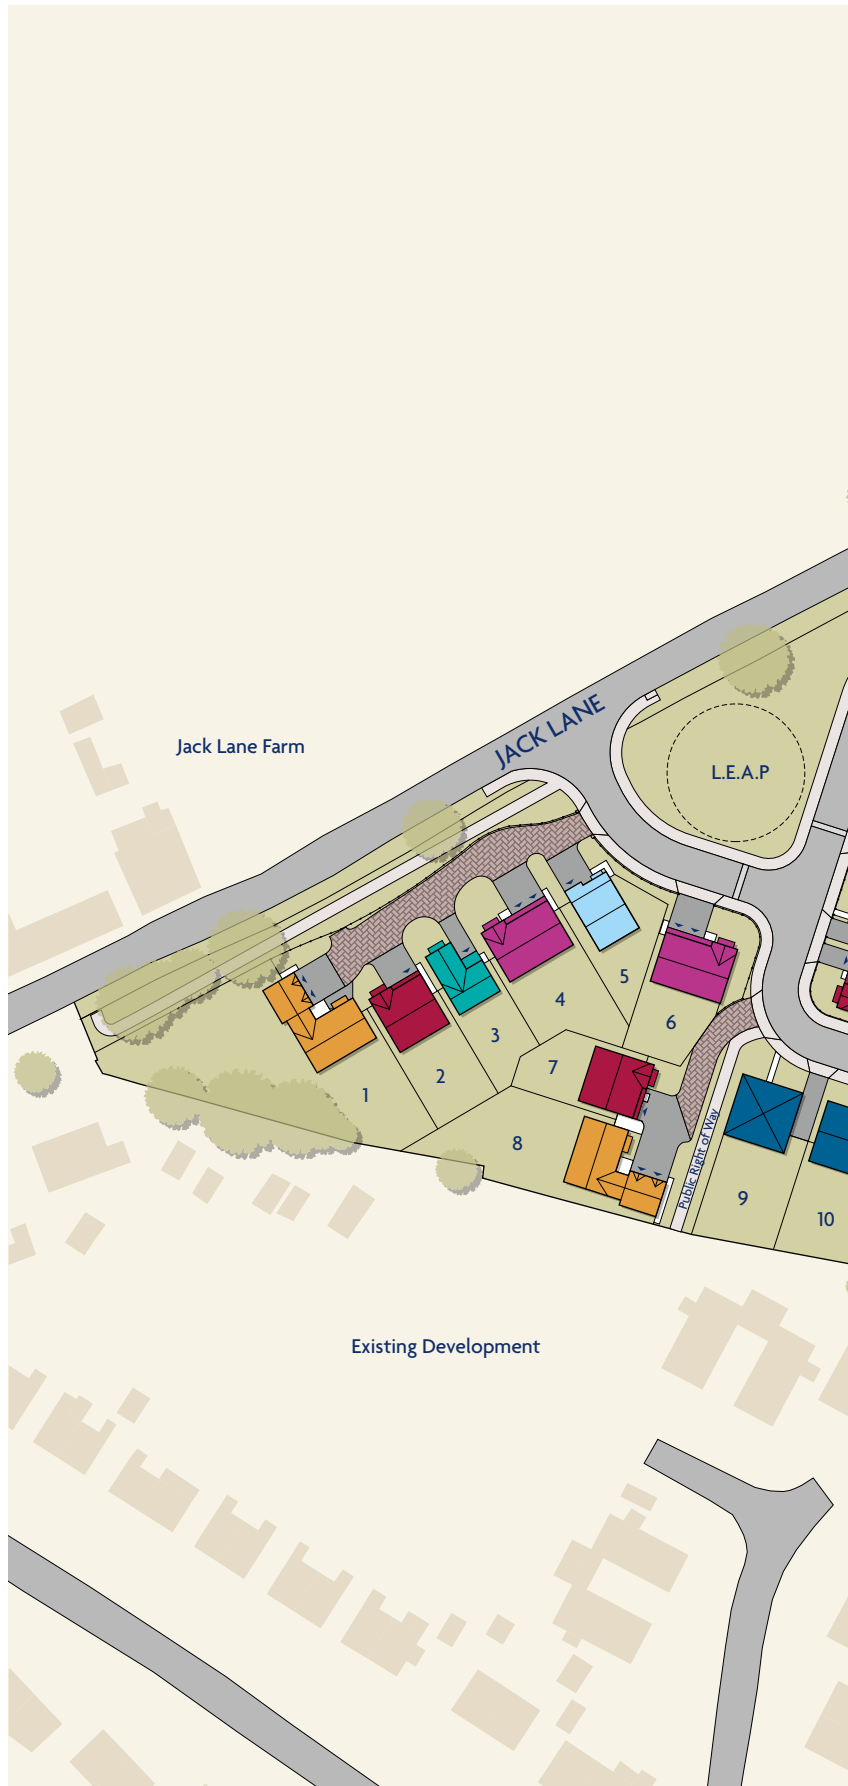 JACK LANE
Jack Lane Farm
L.E.A.P
5
4
6
3
7
2
1
8
Public Right of Way
9
10
Existing Development